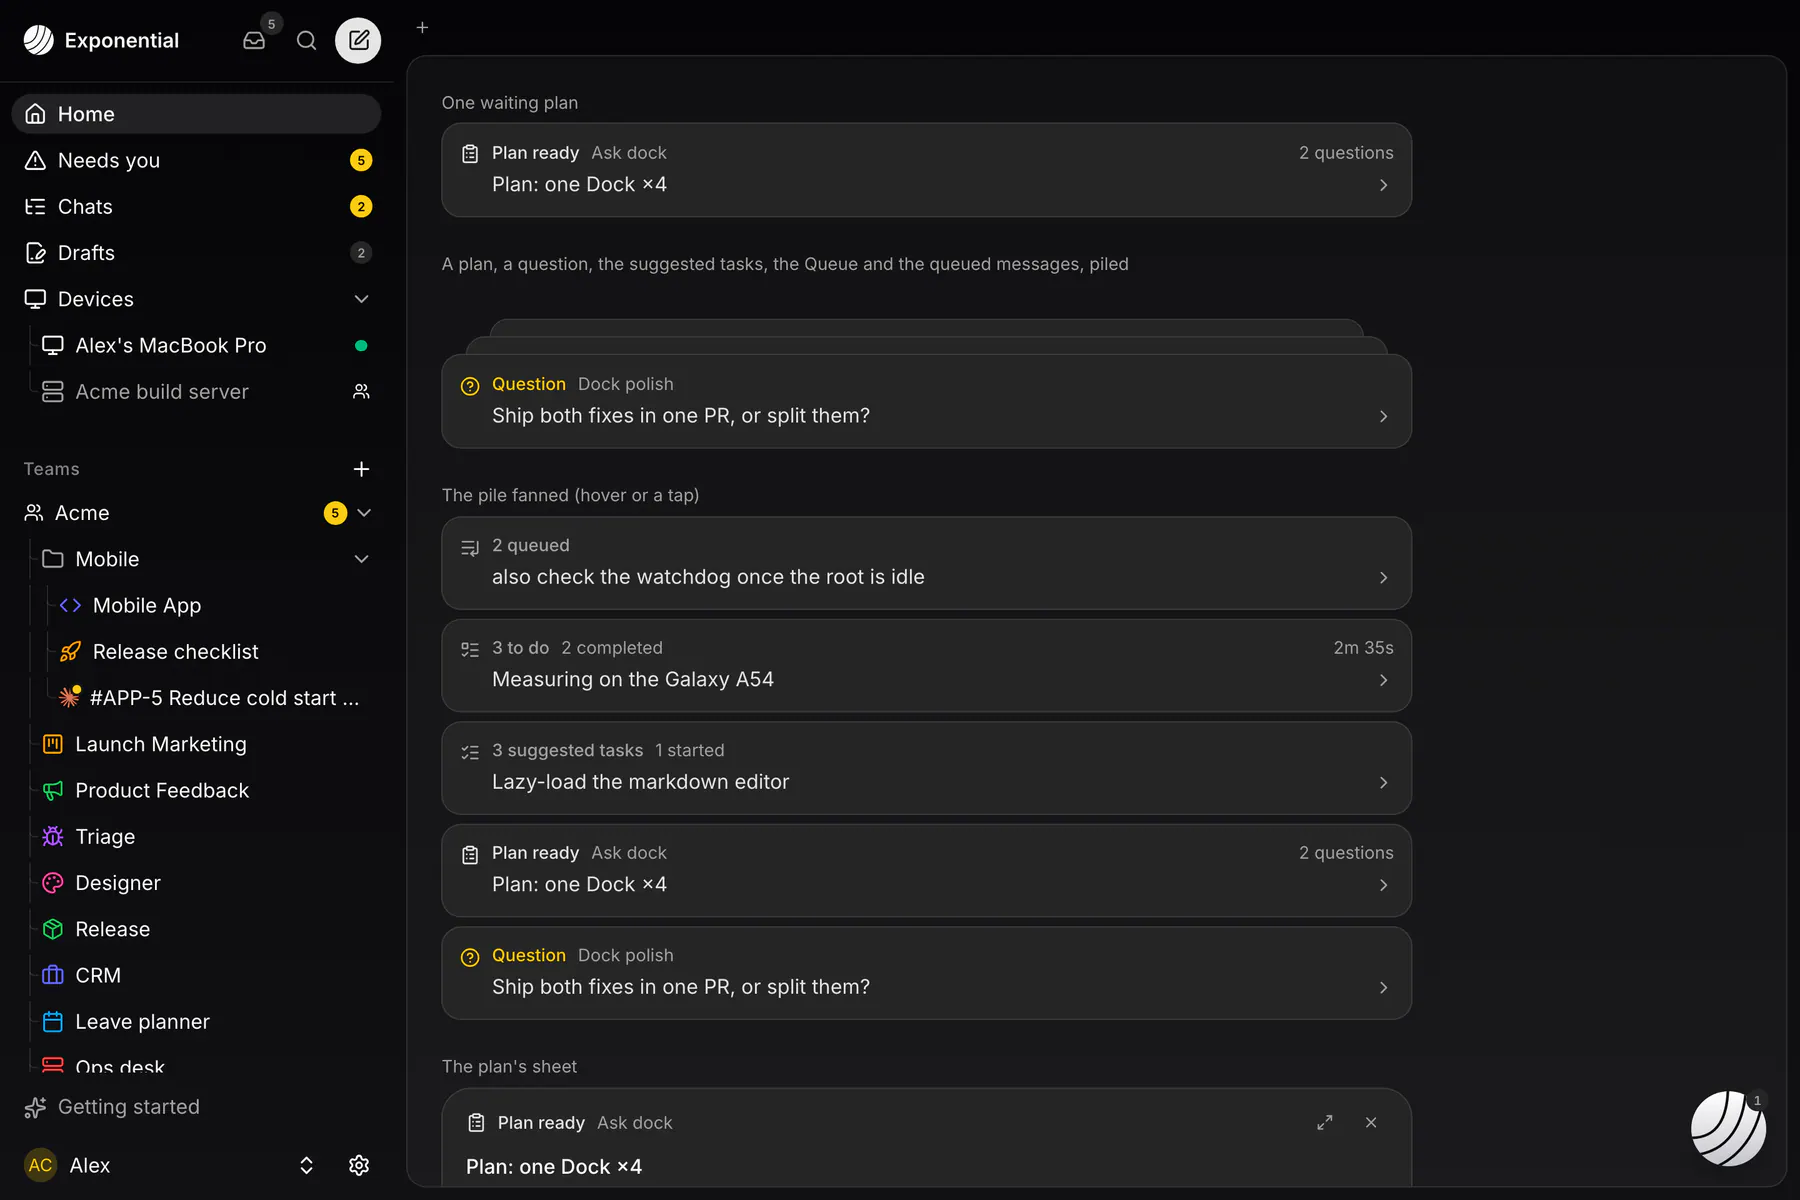 Exponential
5
Home
Needs you
5
Chats
2
Drafts
2
Devices
Alex's MacBook Pro
Acme build server
Teams
Acme
5
Mobile
Mobile App
Release checklist
#APP-5 Reduce cold start ...
Launch Marketing
Product Feedback
Triage
Designer
Release
CRM
Leave planner
Ops desk
Getting started
AC
Alex
One waiting plan
Plan ready Ask dock
2 questions
Plan: one Dock ×4
A plan, a question, the suggested tasks, the Queue and the queued messages, piled
Question Dock polish
Ship both fixes in one PR, or split them?
The pile fanned (hover or a tap)
2 queued
also check the watchdog once the root is idle
3 to do 2 completed
2m 35s
Measuring on the Galaxy A54
3 suggested tasks 1 started
Lazy-load the markdown editor
Plan ready Ask dock
2 questions
Plan: one Dock ×4
Question Dock polish
Ship both fixes in one PR, or split them?
The plan's sheet
Plan ready Ask dock
Plan: one Dock ×4
1